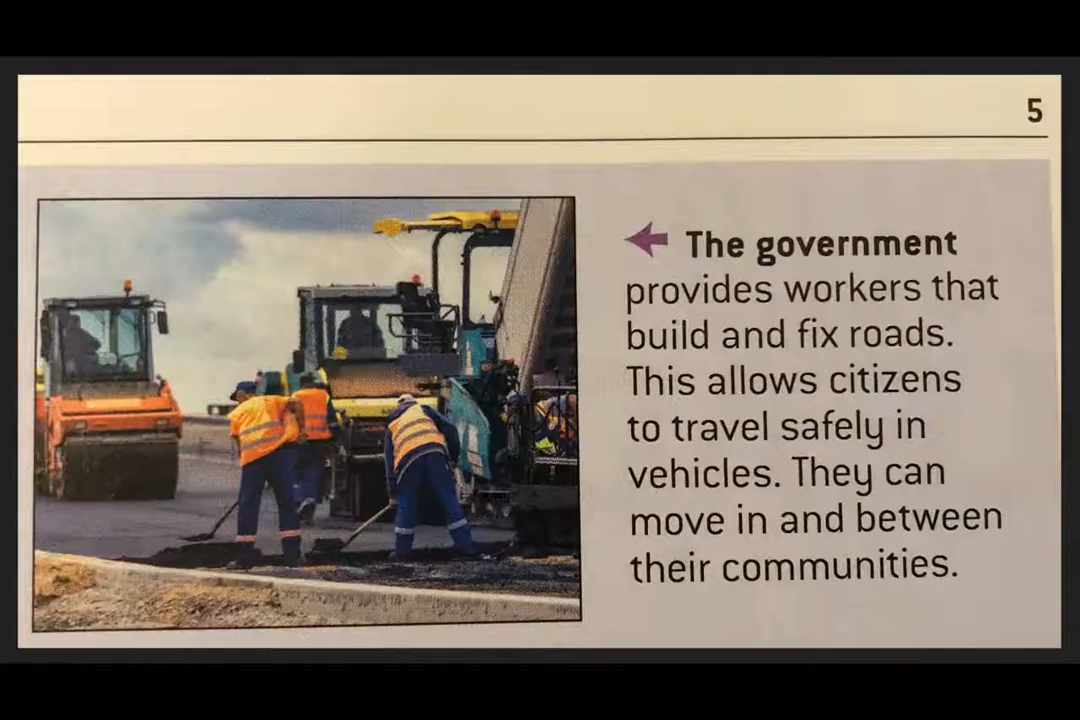 5
The government
provides workers that
build and fix roads.
This allows citizens
to travel safely in
vehicles. They can
move in and between
their communities.